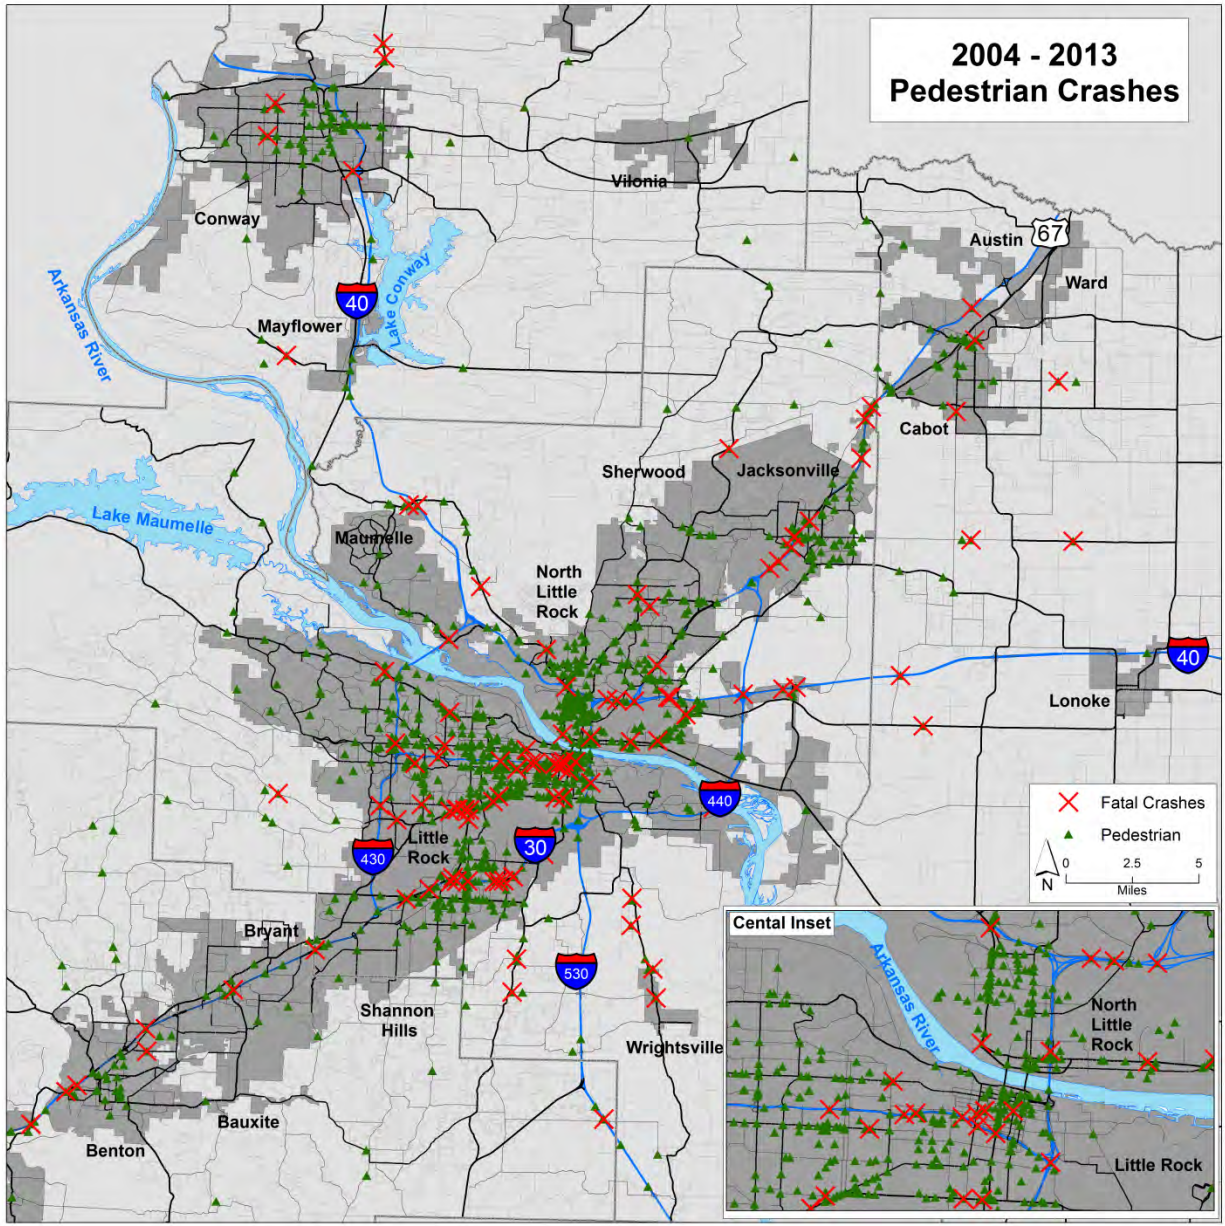 2004 - 2013
Pedestrian Crashes
Vilonia
Conway
Austin
67
Ward
Arkansas River
Lake Conway
40
Mayflower
Cabot
Sherwood
Jacksonville
Lake Maumelle
Maumelle
North
Little
Rock
40
Lonoke
440
Fatal Crashes
Pedestrian
N
0 2.5 5
Miles
Little
Rock
30
430
Cental Inset
Bryant
530
Arkansas River
Shannon
Hills
North
Little
Rock
Wrightsville
Bauxite
Benton
Little Rock